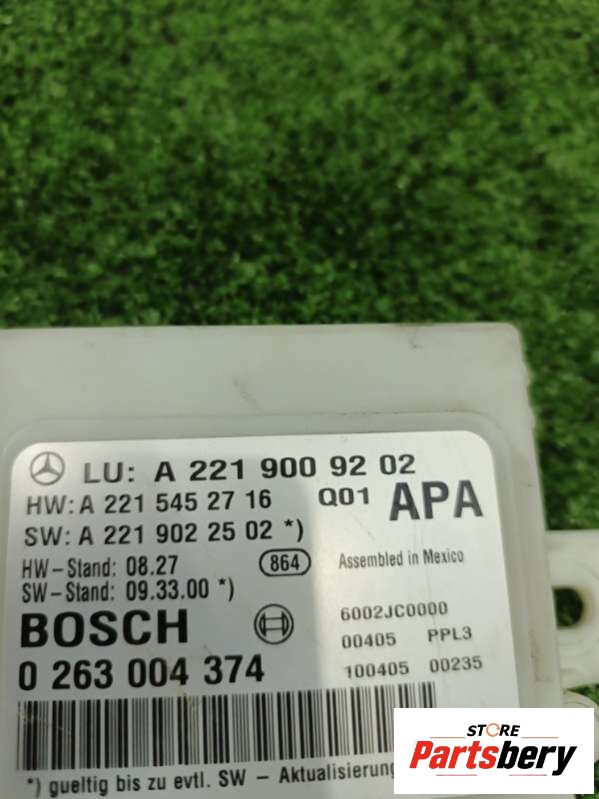 LU: A 221 900 92 02
HW: A 221 545 27 16 Q01 APA
SW: A 221 902 25 02 *)
HW-Stand: 08.27 864 Assembled in Mexico
SW-Stand: 09.33.00 *)
BOSCH 6002JC0000
00405 PPL3
0 263 004 374 100405 00235
*) gueltig bis zu evtl. SW - Aktualisierung
STORE
Partsbery